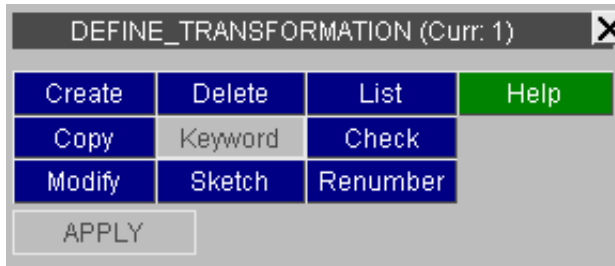 DEFINE_TRANSFORMATION (Curr: 1) X
Create Delete List Help
Copy Keyword Check
Modify Sketch Renumber
APPLY